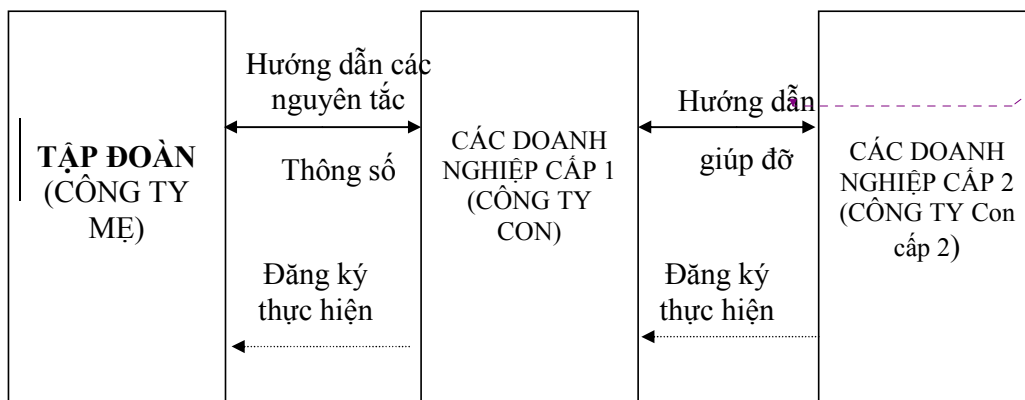 TẬP ĐOÀN
(CÔNG TY
MẸ)
Hướng dẫn các
nguyên tắc
Thông số
Đăng ký
thực hiện
CÁC DOANH
NGHIỆP CẤP 1
(CÔNG TY
CON)
Hướng dẫn
giúp đỡ
Đăng ký
thực hiện
CÁC DOANH
NGHIỆP CẤP 2
(CÔNG TY Con
cấp 2)